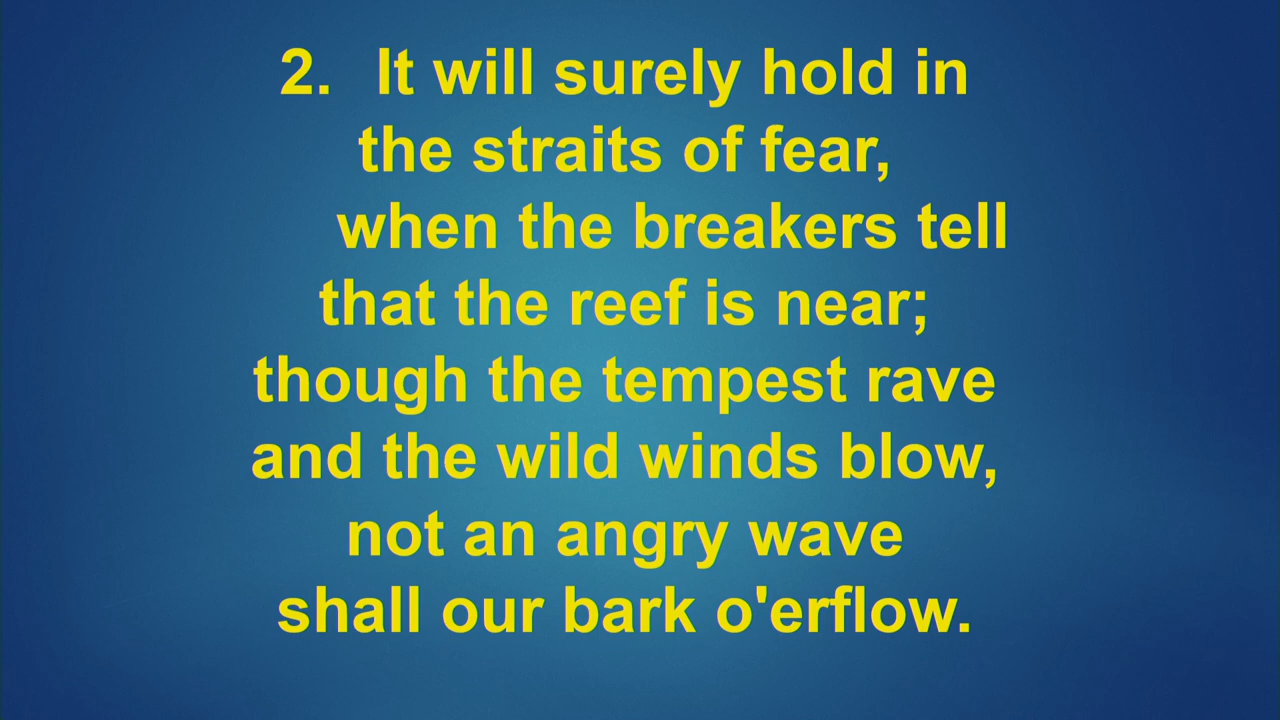 2. It will surely hold in
the straits of fear,
when the breakers tell
that the reef is near;
though the tempest rave
and the wild winds blow,
not an angry wave
shall our bark o'erflow.